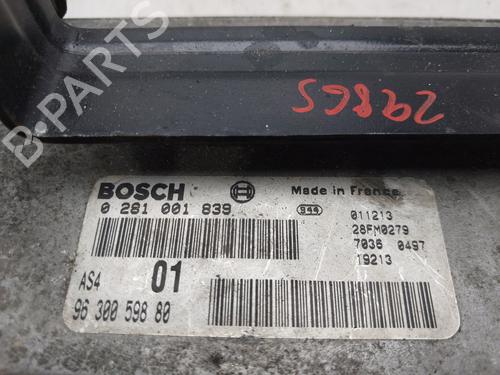 29865
B-PARTS
BOSCH
Made in France
0 281 001 839
944
011213
28FM0279
7036 0497
19213
AS4
01
96 300 598 80